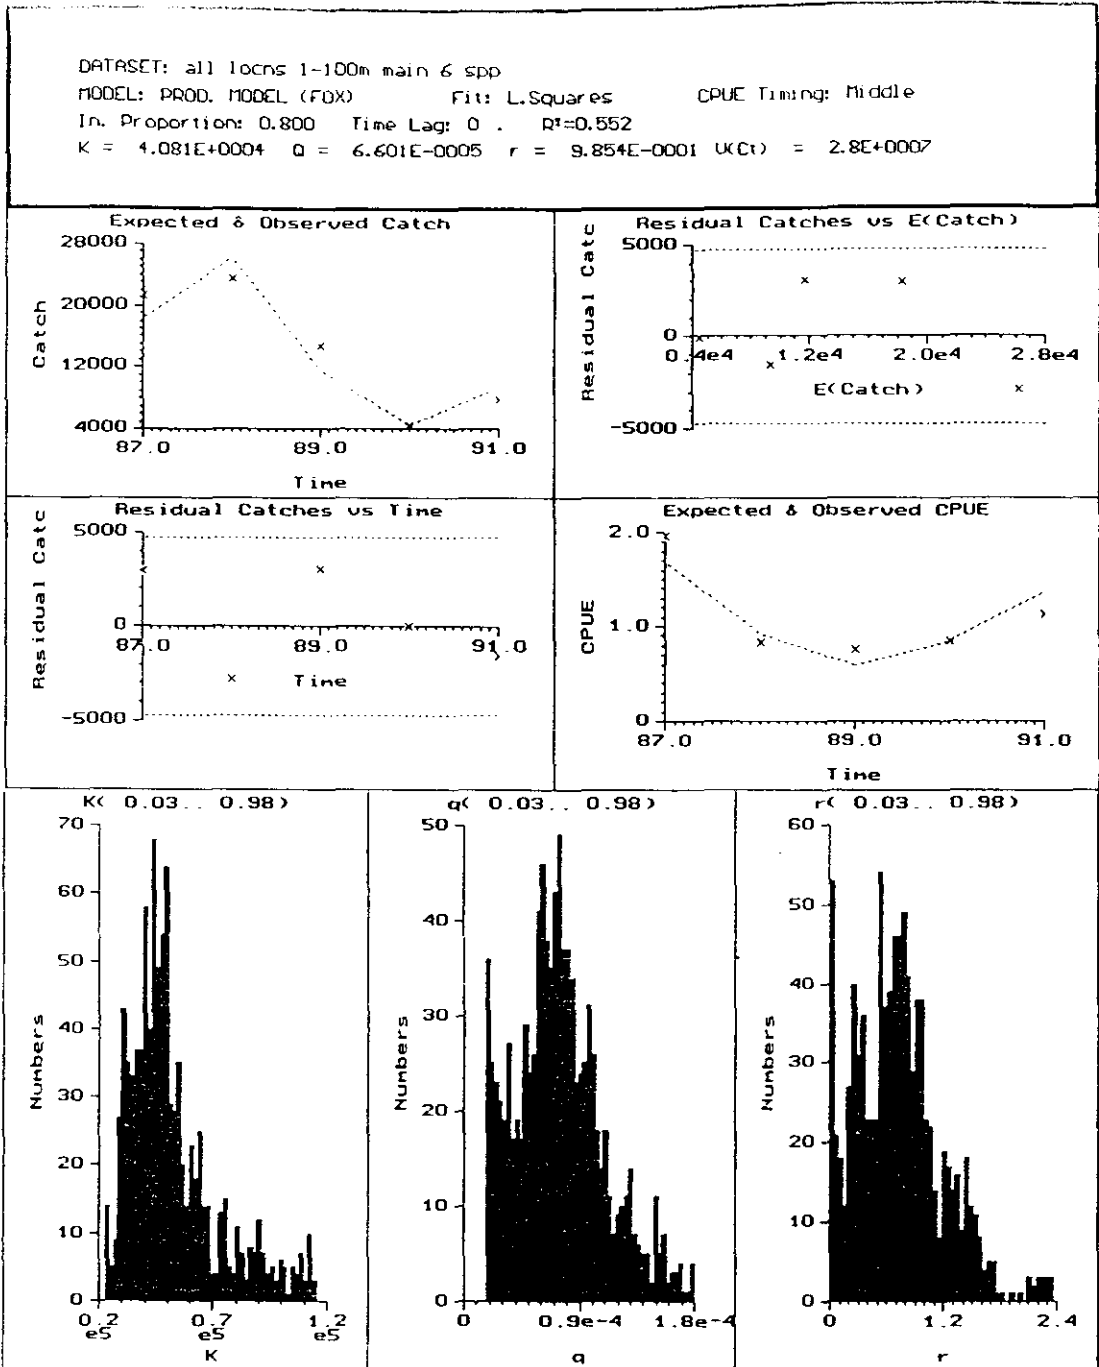 DATASET: all locns 1-100m main 6 spp
MODEL: PROD. MODEL (FOX) Fit: L.Squares CPUE Timing: Middle
In. Proportion: 0.800 Time Lag: 0 . R²=0.552
K = 4.081E+0004 Q = 6.601E-0005 r = 9.854E-0001 U(Ct) = 2.8E+0007
Expected & Observed Catch
28000
20000
12000
4000
Catch
87.0 89.0 91.0
Time
Residual Catches vs E(Catch)
5000
0
-5000
Residual Catc
0.4e4 1.2e4 2.0e4 2.8e4
E(Catch)
Residual Catches vs Time
5000
0
-5000
Residual Catc
87.0 89.0 91.0
Time
Expected & Observed CPUE
2.0
1.0
0
CPUE
87.0 89.0 91.0
Time
K( 0.03.. 0.98)
70
60
50
40
30
20
10
0
Numbers
0.2 0.7 1.2
e5 e5 e5
K
q( 0.03.. 0.98)
50
40
30
20
10
0
Numbers
0 0.9e-4 1.8e-4
q
r( 0.03.. 0.98)
60
50
40
30
20
10
0
Numbers
0 1.2 2.4
r